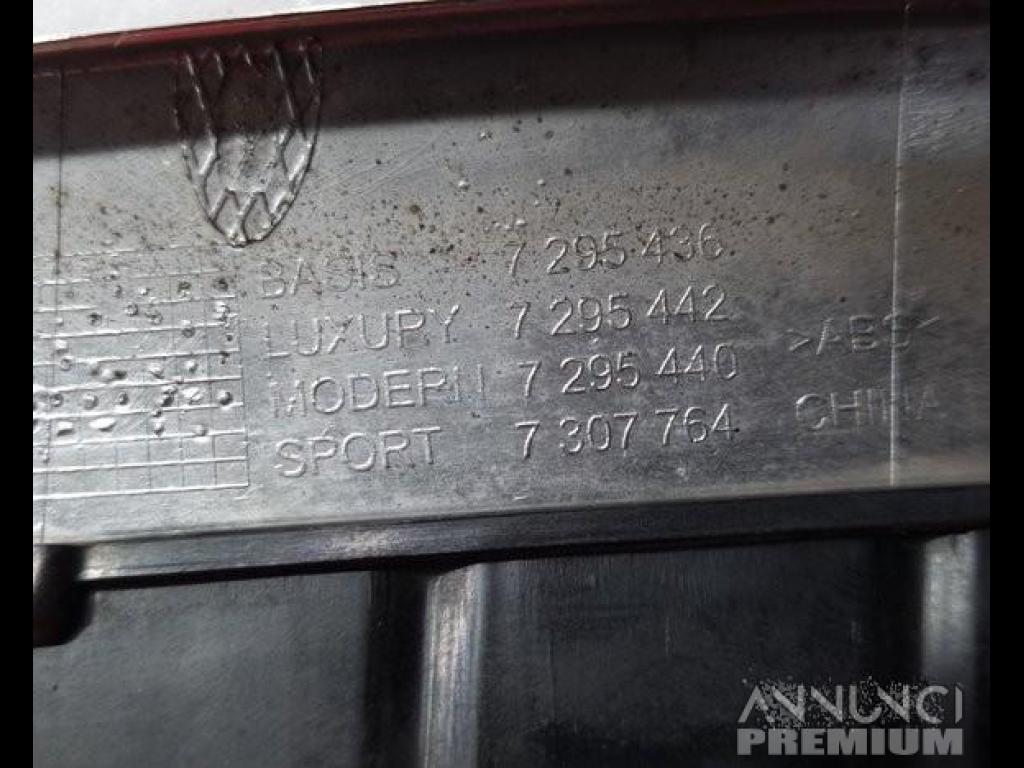 BASIS 7 295 436
LUXURY 7 295 442
MODERN 7 295 440
SPORT 7 307 764
>ABS<
CHINA
ANNUNCI
PREMIUM